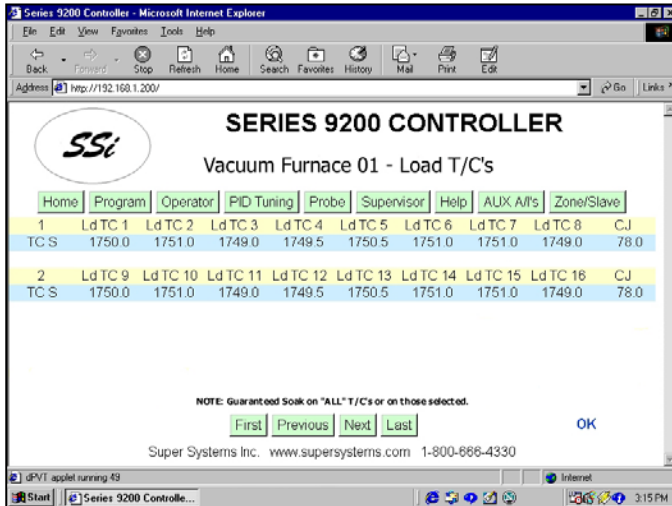 Series 9200 Controller - Microsoft Internet Explorer
File Edit View Favorites Tools Help
Back Forward Stop Refresh Home Search Favorites History Mail Print Edit
Address http://192.168.1.200/ Go Links
SSi
SERIES 9200 CONTROLLER
Vacuum Furnace 01 - Load T/C's
Home Program Operator PID Tuning Probe Supervisor Help AUX A/I's Zone/Slave
1 Ld TC 1 Ld TC 2 Ld TC 3 Ld TC 4 Ld TC 5 Ld TC 6 Ld TC 7 Ld TC 8 CJ
TC S 1750.0 1751.0 1749.0 1749.5 1750.5 1751.0 1751.0 1749.0 78.0
2 Ld TC 9 Ld TC 10 Ld TC 11 Ld TC 12 Ld TC 13 Ld TC 14 Ld TC 15 Ld TC 16 CJ
TC S 1750.0 1751.0 1749.0 1749.5 1750.5 1751.0 1751.0 1749.0 78.0
NOTE: Guaranteed Soak on "ALL" T/C's or on those selected.
First Previous Next Last OK
Super Systems Inc. www.supersystems.com 1-800-666-4330
dPVT applet running 49 Internet
Start Series 9200 Controlle... 3:15 PM